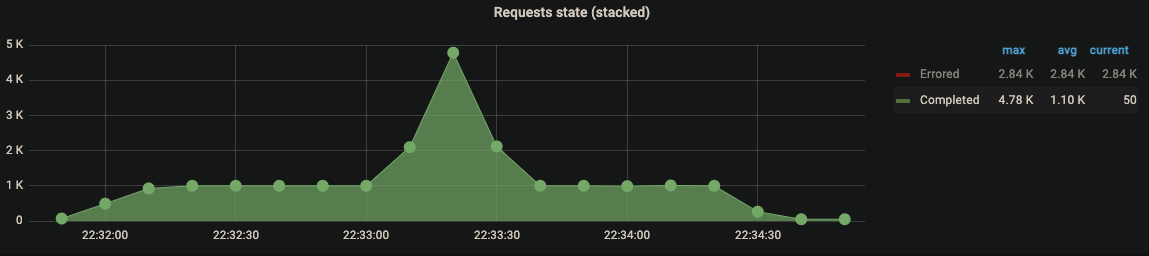 Requests state (stacked)
5 K
4 K
3 K
2 K
1 K
0
22:32:00 22:32:30 22:33:00 22:33:30 22:34:00 22:34:30
max avg current
Errored 2.84 K 2.84 K 2.84 K
Completed 4.78 K 1.10 K 50